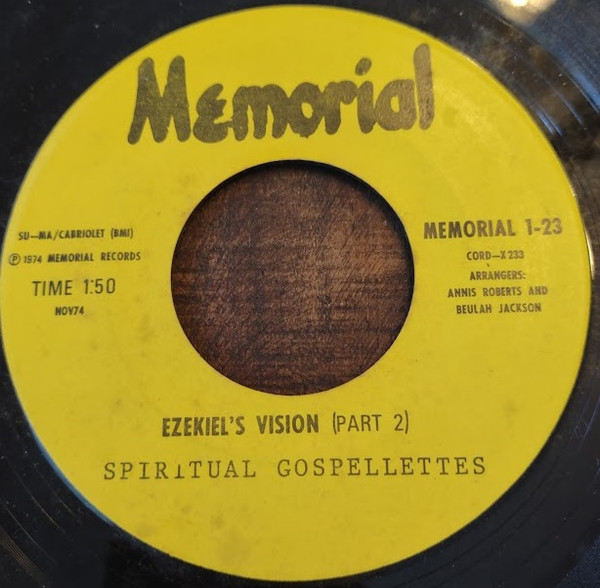 Memorial
SU-MA/CABRIOLET (BMI)
Ⓟ 1974 MEMORIAL RECORDS
TIME 1:50
NOV74
MEMORIAL 1-23
CORD-X233
ARRANGERS:
ANNIS ROBERTS AND
BEULAH JACKSON
EZEKIEL'S VISION (PART 2)
SPIRITUAL GOSPELLETTES